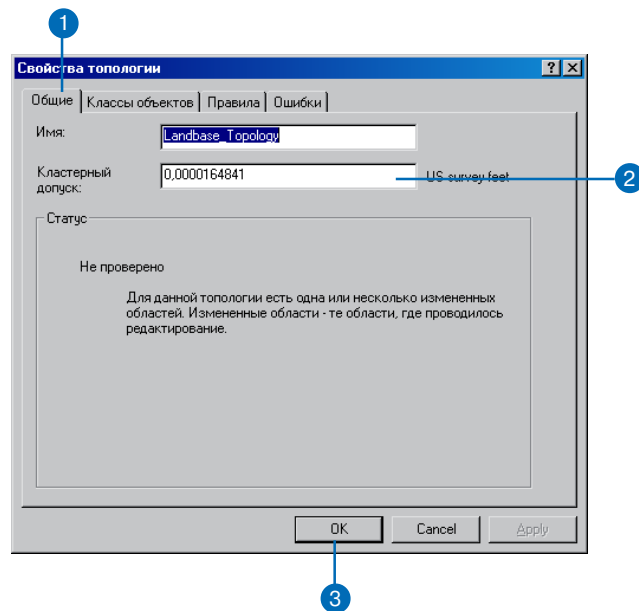 1
Свойства топологии
Общие Классы объектов Правила Ошибки
Имя: Landbase_Topology
Кластерный
допуск: 0,0000164841 US survey feet
2
Статус
Не проверено
Для данной топологии есть одна или несколько измененных
областей. Измененные области - те области, где проводилось
редактирование.
OK Cancel Apply
3